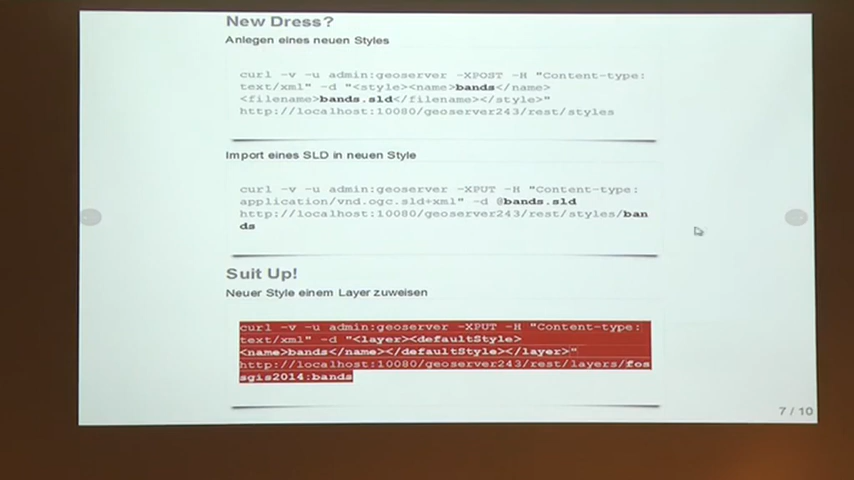 New Dress?
Anlegen eines neuen Styles
curl -v -u admin:geoserver -XPOST -H "Content-type:
text/xml" -d "<style><name>bands</name>
<filename>bands.sld</filename></style>"
http://localhost:10080/geoserver243/rest/styles
Import eines SLD in neuen Style
curl -v -u admin:geoserver -XPUT -H "Content-type:
application/vnd.ogc.sld+xml" -d @bands.sld
http://localhost:10080/geoserver243/rest/styles/ban
ds
Suit Up!
Neuer Style einem Layer zuweisen
curl -v -u admin:geoserver -XPUT -H "Content-type:
text/xml" -d "<layer><defaultStyle>
<name>bands</name></defaultStyle></layer>"
http://localhost:10080/geoserver243/rest/layers/fos
sgis2014:bands
7 / 10